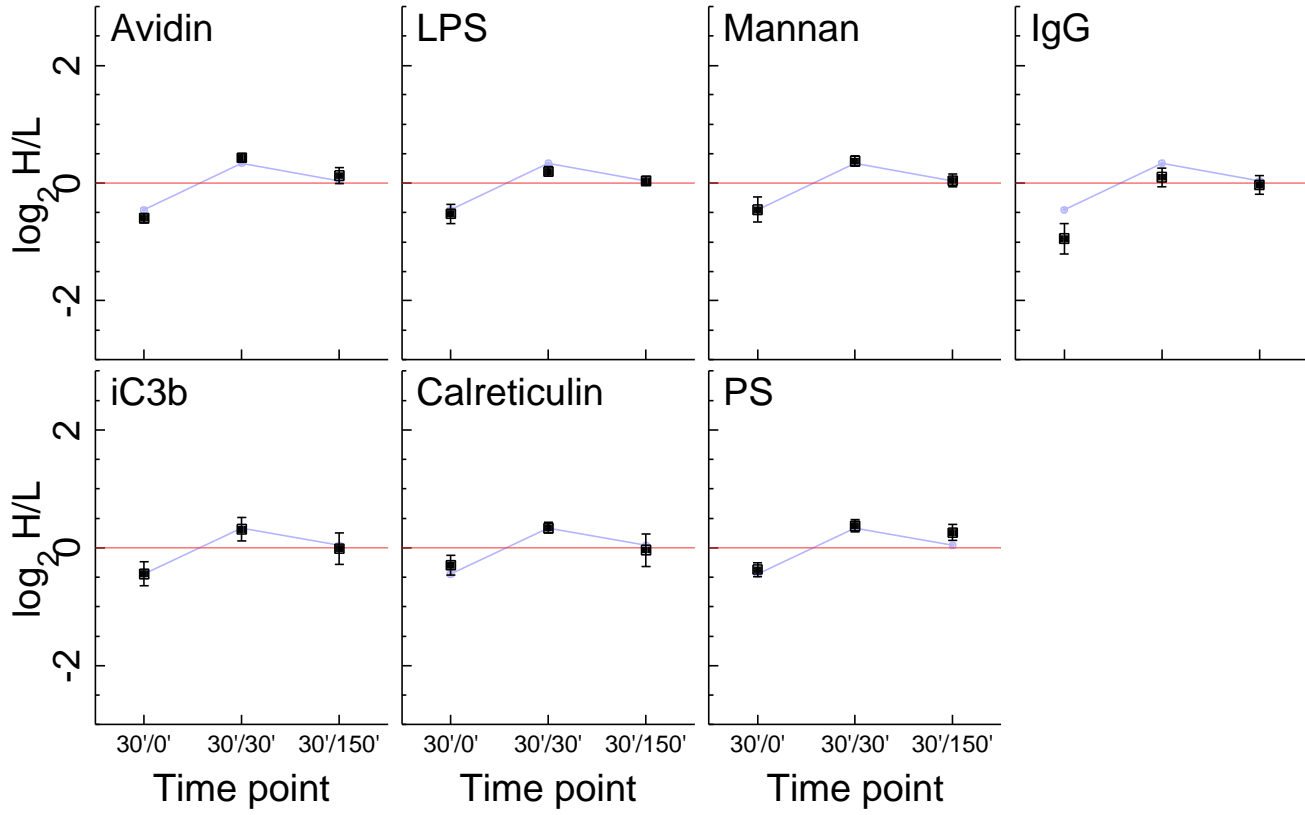 Avidin
LPS
Mannan
IgG
log2 H/L
2
0
-2
iC3b
Calreticulin
PS
log2 H/L
2
0
-2
30'/0' 30'/30' 30'/150'
30'/0' 30'/30' 30'/150'
30'/0' 30'/30' 30'/150'
Time point
Time point
Time point